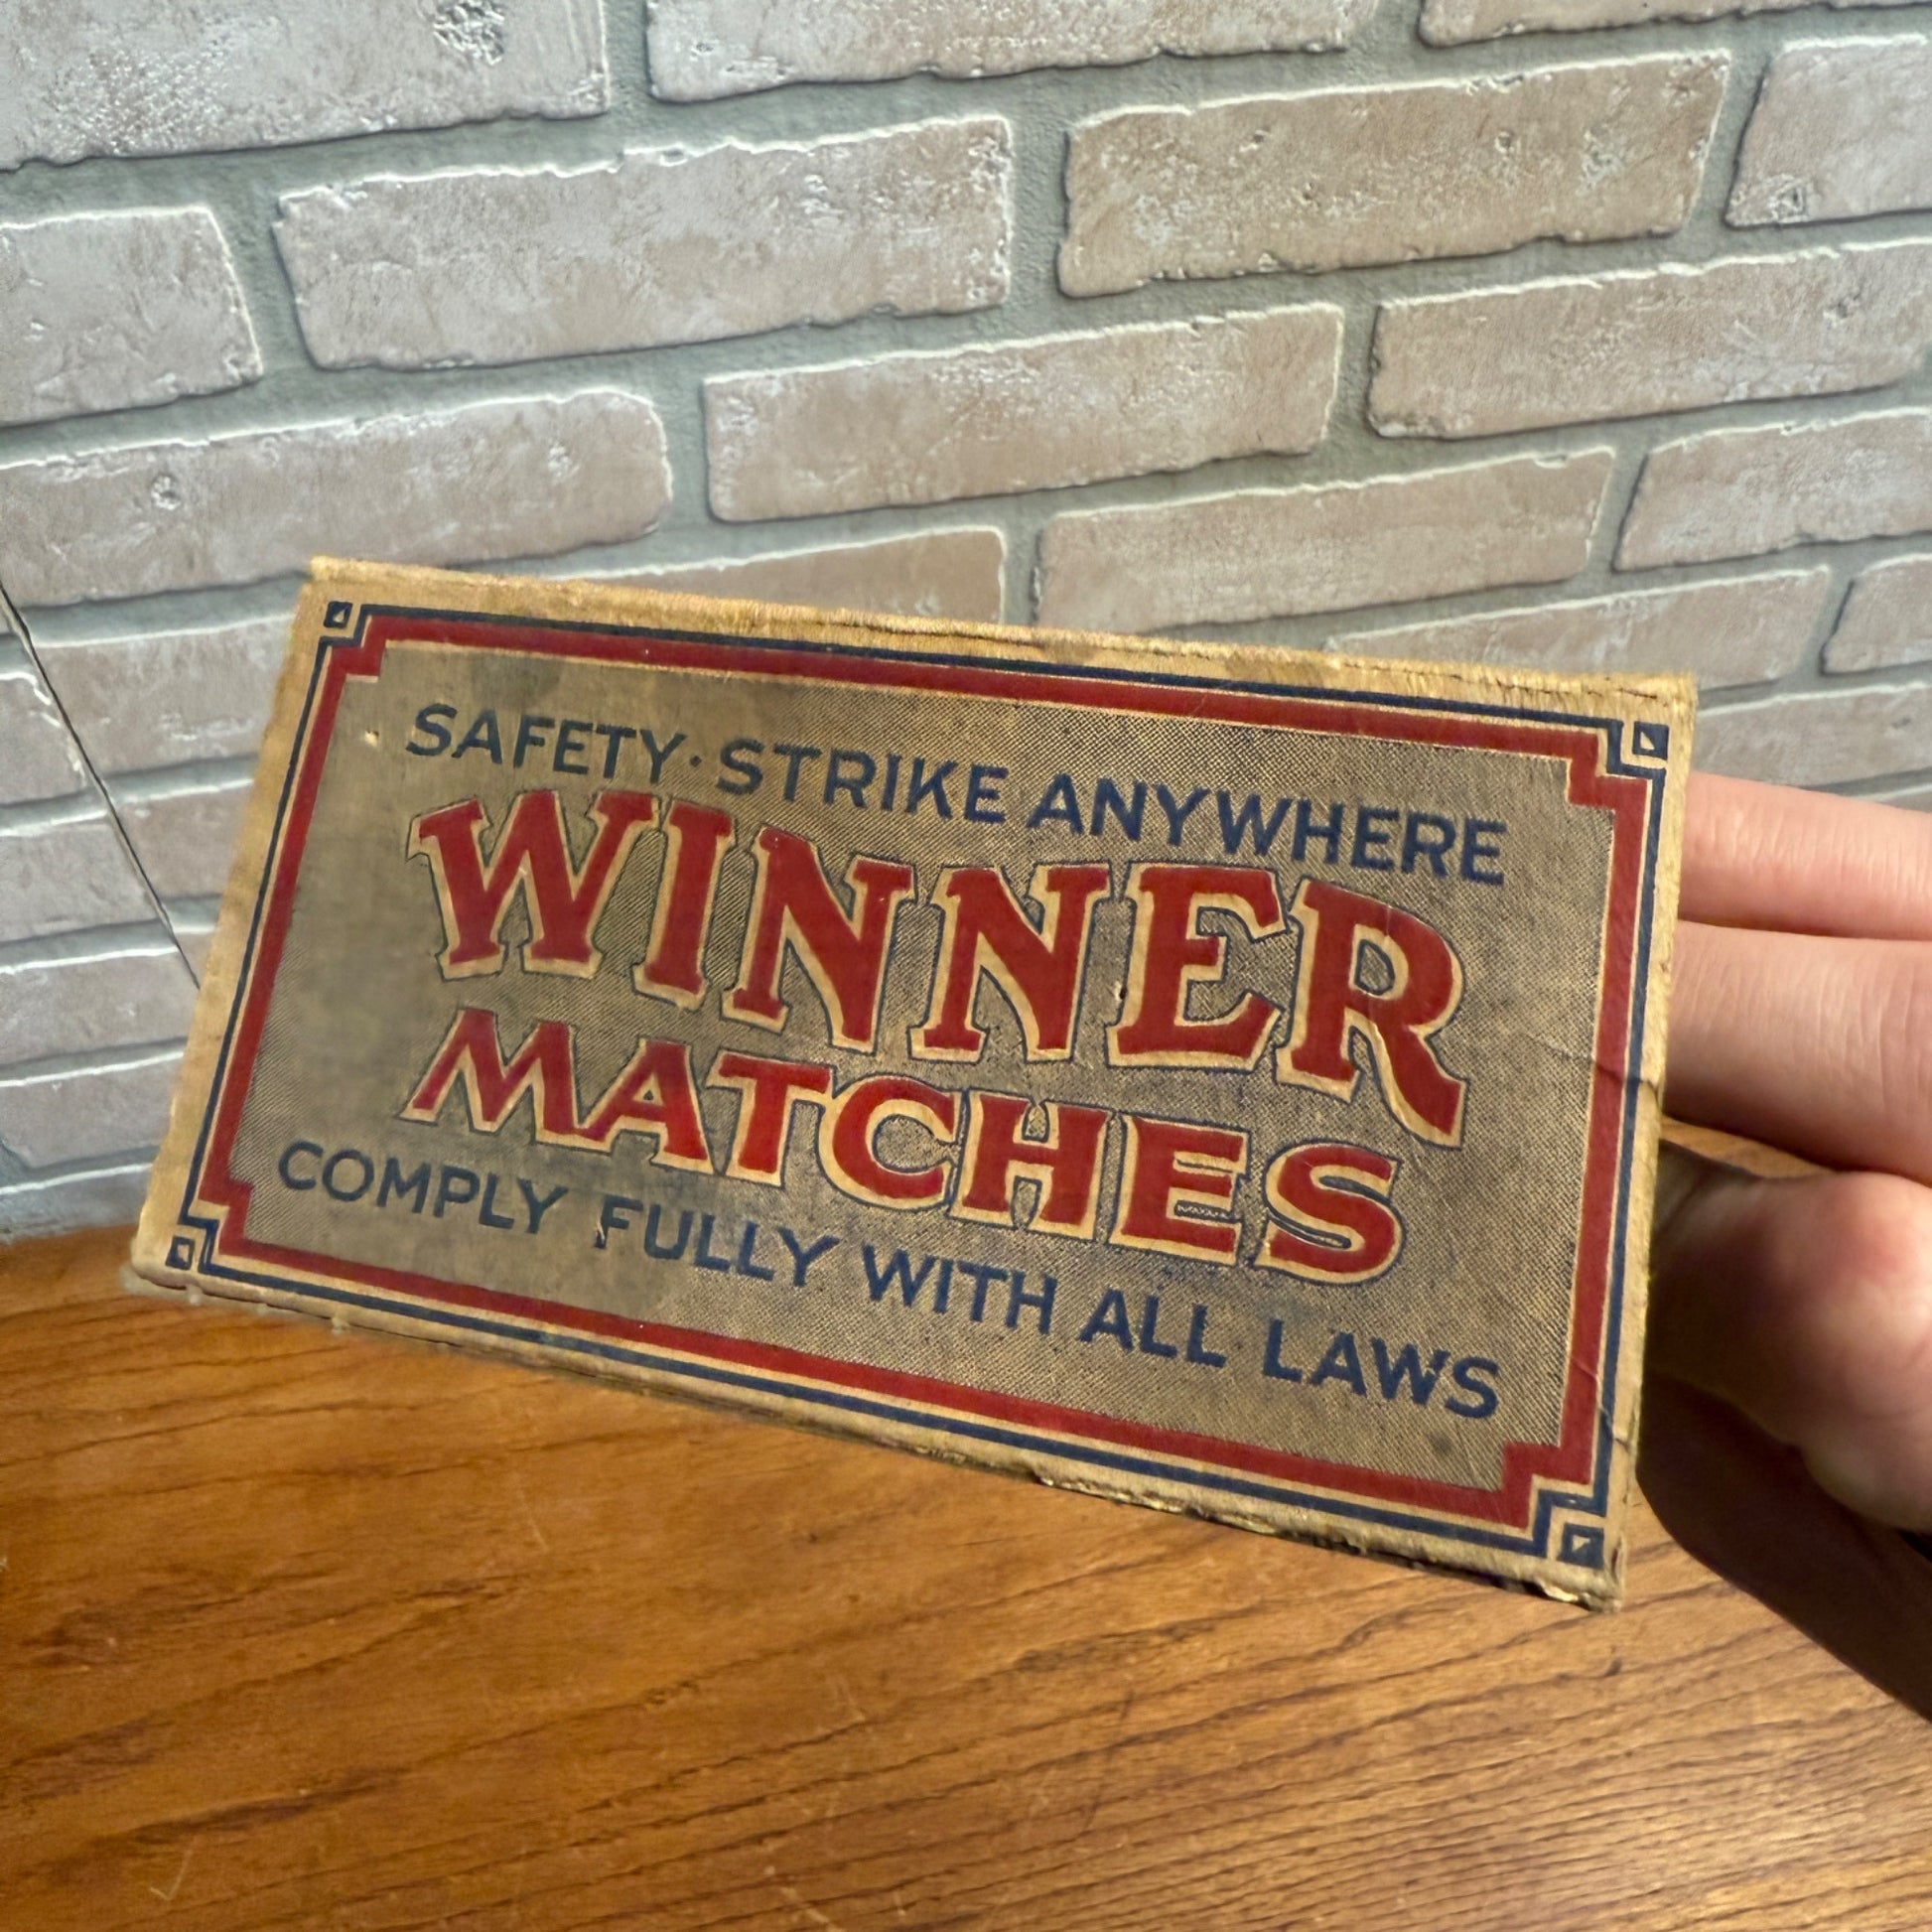 SAFETY·STRIKE ANYWHERE
WINNER
MATCHES
COMPLY FULLY WITH ALL LAWS